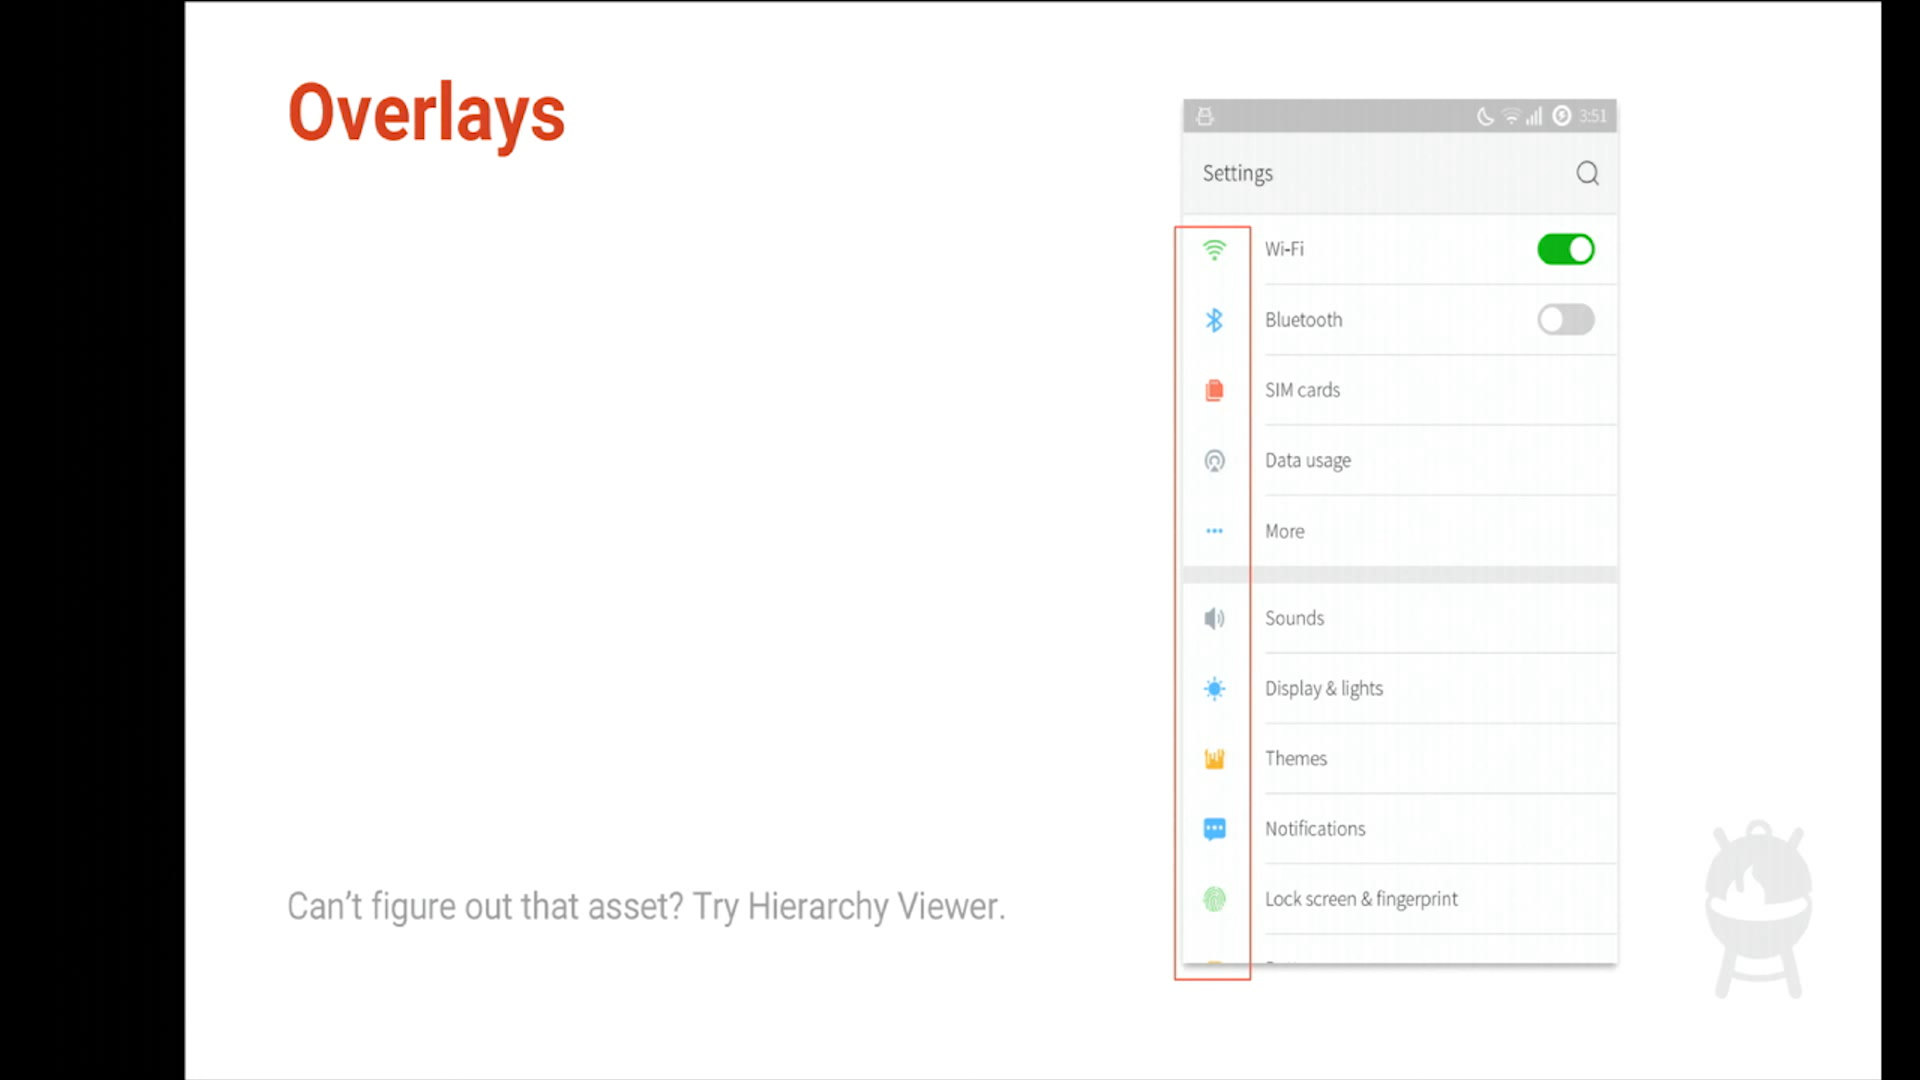 Overlays
3:51
Settings
Wi-Fi
Bluetooth
SIM cards
Data usage
More
Sounds
Display & lights
Themes
Notifications
Lock screen & fingerprint
Can’t figure out that asset? Try Hierarchy Viewer.